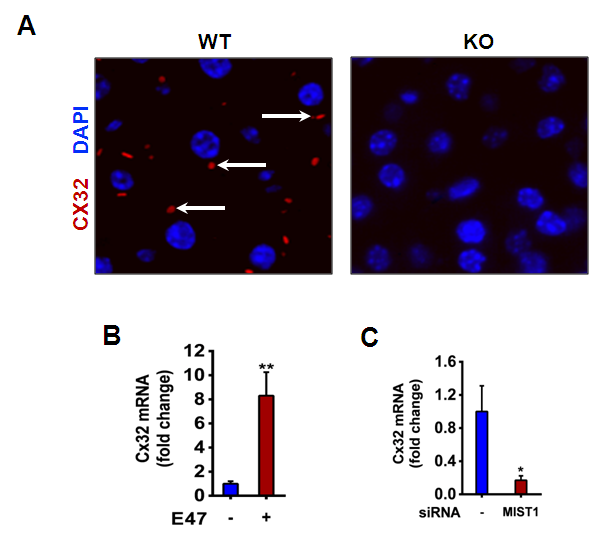 A
WT
KO
CX32 DAPI
B
Cx32 mRNA
(fold change)
12
10
8
6
4
2
0
**
E47 - +
C
Cx32 mRNA
(fold change)
1.6
1.2
0.8
0.4
0.0
*
siRNA - MIST1